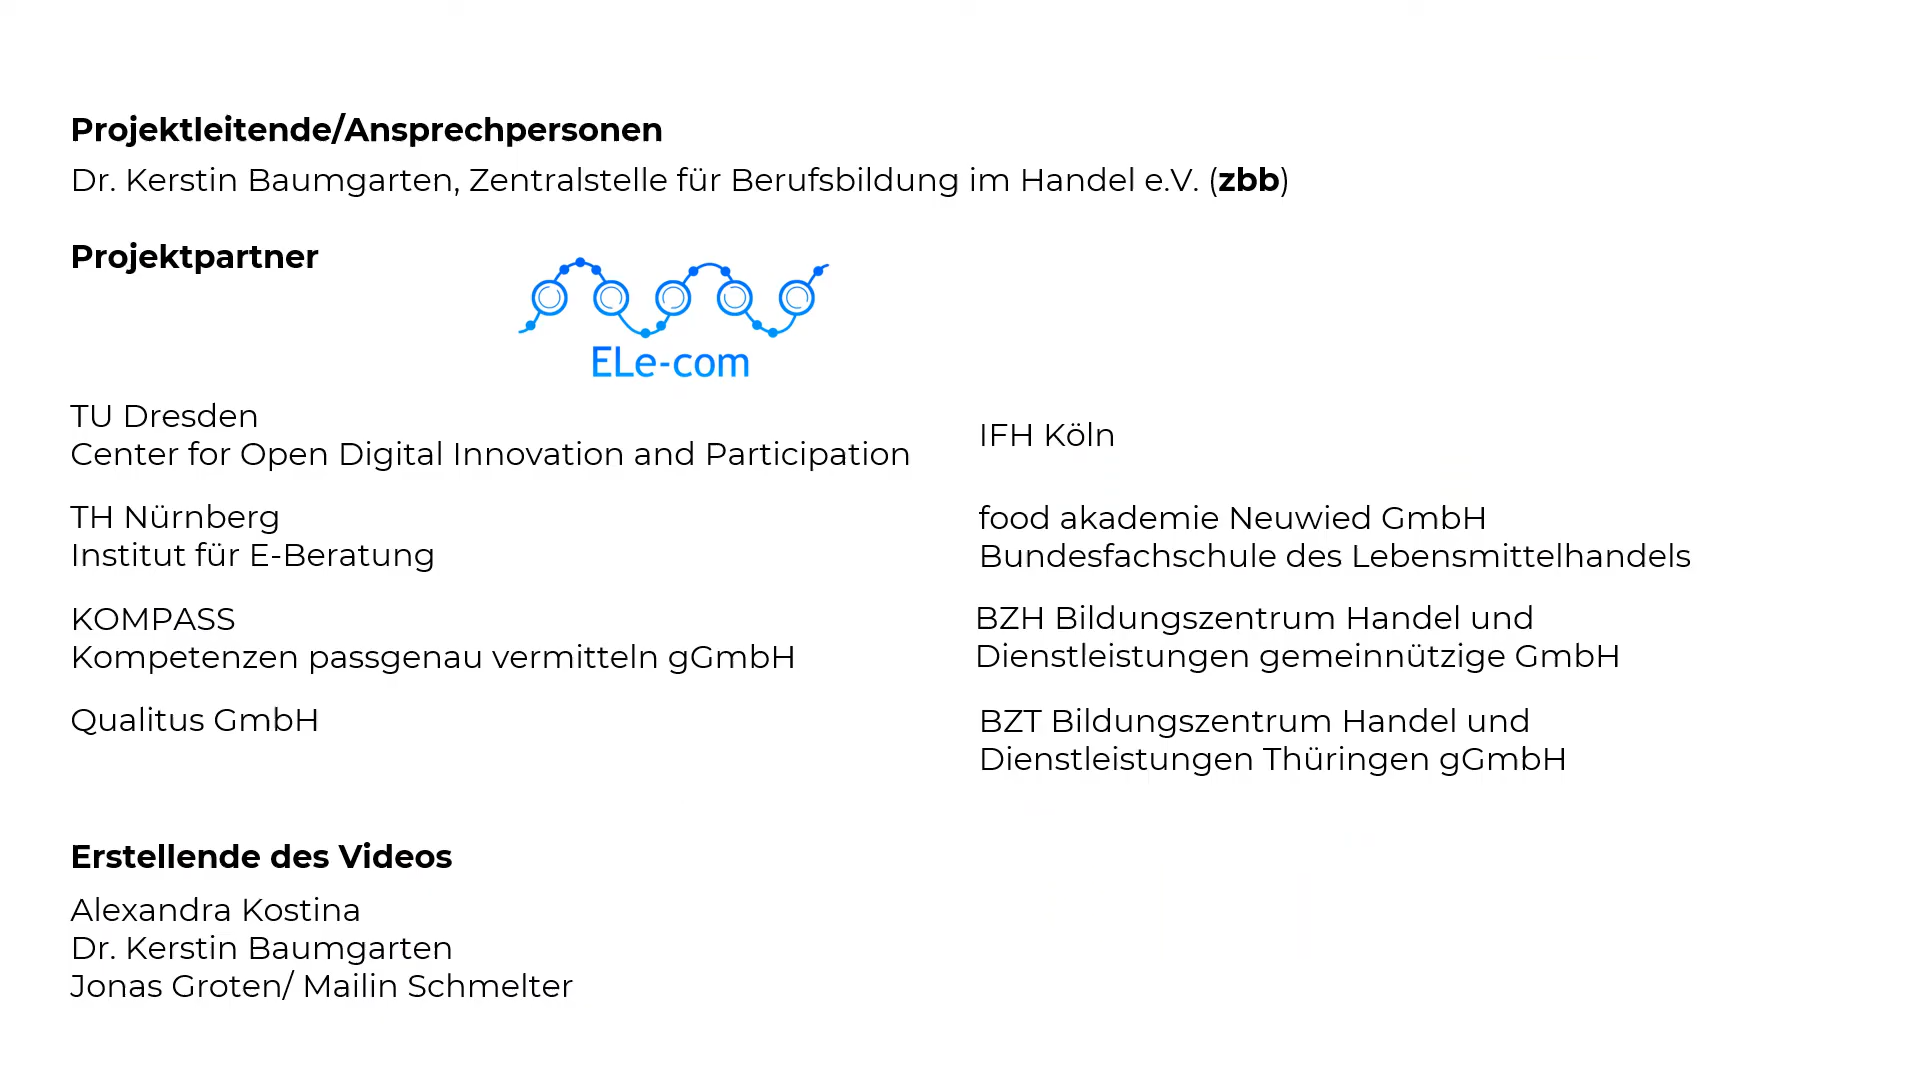 Projektleitende/Ansprechpersonen
Dr. Kerstin Baumgarten, Zentralstelle für Berufsbildung im Handel e.V. (zbb)
Projektpartner
ELe-com
TU Dresden
Center for Open Digital Innovation and Participation
TH Nürnberg
Institut für E-Beratung
KOMPASS
Kompetenzen passgenau vermitteln gGmbH
Qualitus GmbH
IFH Köln
food akademie Neuwied GmbH
Bundesfachschule des Lebensmittelhandels
BZH Bildungszentrum Handel und
Dienstleistungen gemeinnützige GmbH
BZT Bildungszentrum Handel und
Dienstleistungen Thüringen gGmbH
Erstellende des Videos
Alexandra Kostina
Dr. Kerstin Baumgarten
Jonas Groten/ Mailin Schmelter